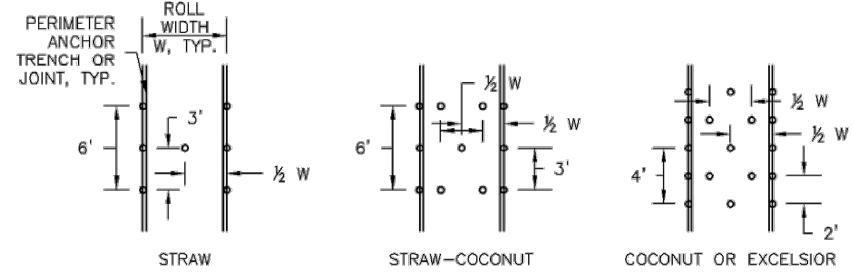 PERIMETER
ANCHOR
TRENCH OR
JOINT, TYP.
ROLL
WIDTH
W, TYP.
3'
6'
½ W
STRAW
½ W
½ W
6'
3'
STRAW-COCONUT
½ W
½ W
4'
2'
COCONUT OR EXCELSIOR